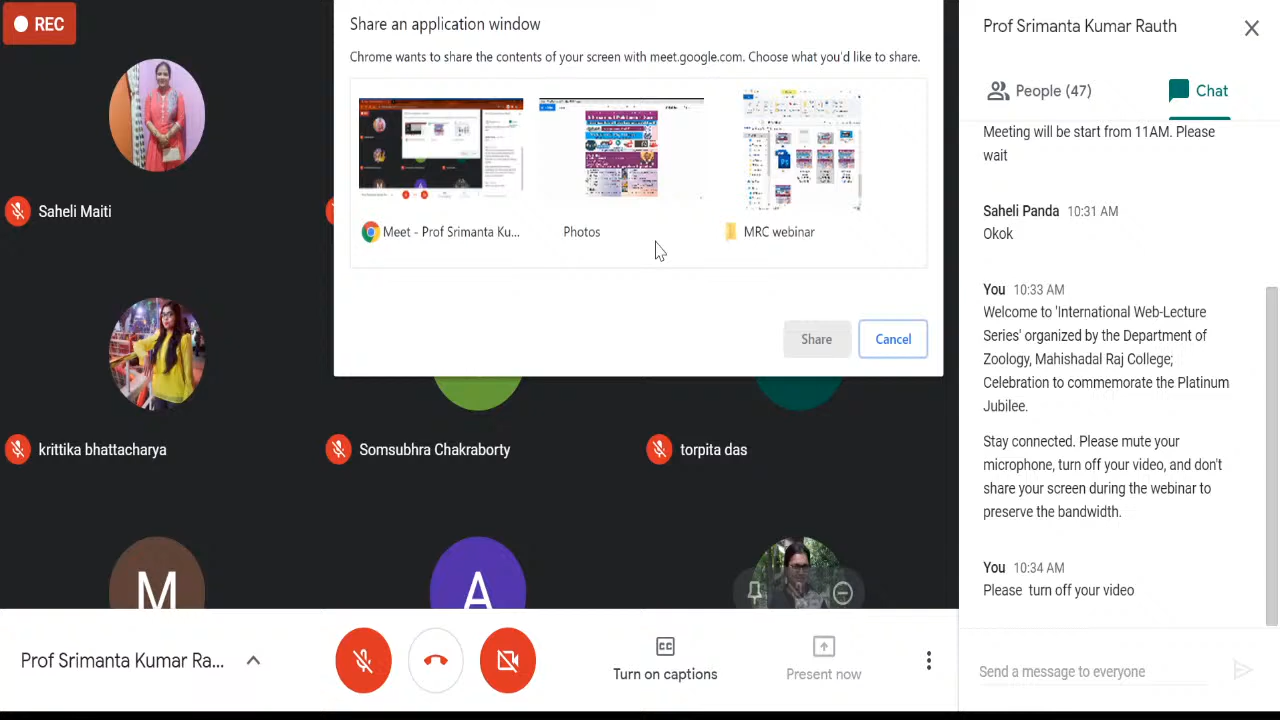 REC
Saheli Maiti
krittika bhattacharya
Somsubhra Chakraborty
torpita das
M
A
Share an application window
Chrome wants to share the contents of your screen with meet.google.com. Choose what you'd like to share.
Meet - Prof Srimanta Ku...
Photos
MRC webinar
Share
Cancel
Prof Srimanta Kumar Ra...
Turn on captions
Present now
Prof Srimanta Kumar Rauth
People (47)
Chat
Meeting will be start from 11AM. Please
wait
Saheli Panda 10:31 AM
Okok
You 10:33 AM
Welcome to 'International Web-Lecture
Series' organized by the Department of
Zoology, Mahishadal Raj College;
Celebration to commemorate the Platinum
Jubilee.
Stay connected. Please mute your
microphone, turn off your video, and don't
share your screen during the webinar to
preserve the bandwidth.
You 10:34 AM
Please turn off your video
Send a message to everyone